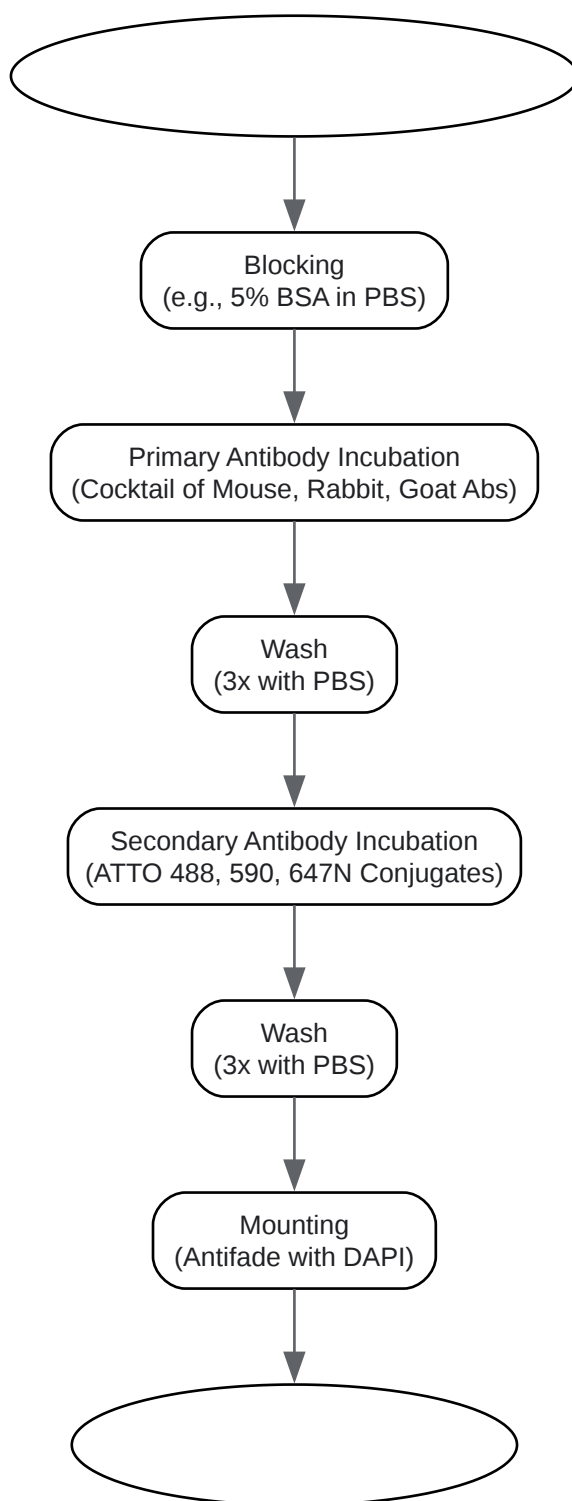 Blocking
(e.g., 5% BSA in PBS)
Primary Antibody Incubation
(Cocktail of Mouse, Rabbit, Goat Abs)
Wash
(3x with PBS)
Secondary Antibody Incubation
(ATTO 488, 590, 647N Conjugates)
Wash
(3x with PBS)
Mounting
(Antifade with DAPI)